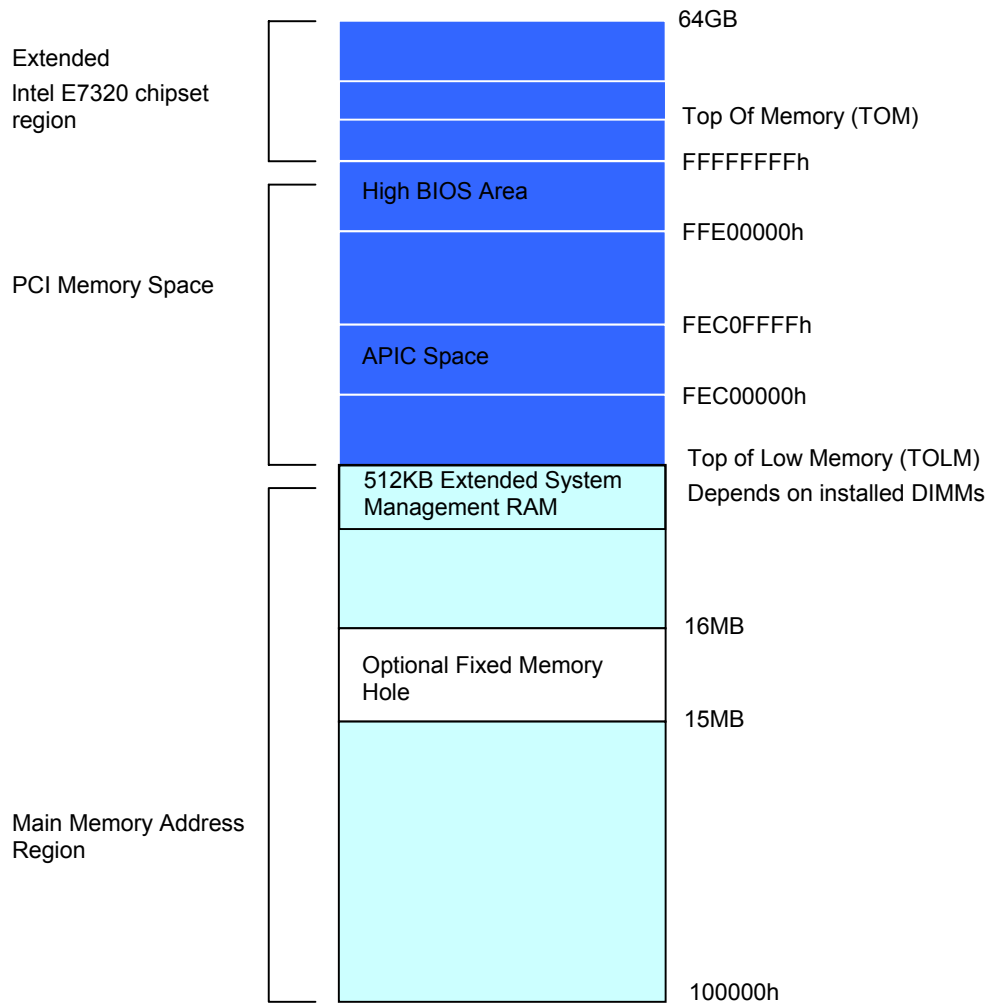 64GB
Extended
Intel E7320 chipset
region
Top Of Memory (TOM)
FFFFFFFFh
High BIOS Area
FFE00000h
PCI Memory Space
FEC0FFFFh
APIC Space
FEC00000h
Top of Low Memory (TOLM)
512KB Extended System
Management RAM
Depends on installed DIMMs
16MB
Optional Fixed Memory
Hole
15MB
Main Memory Address
Region
100000h